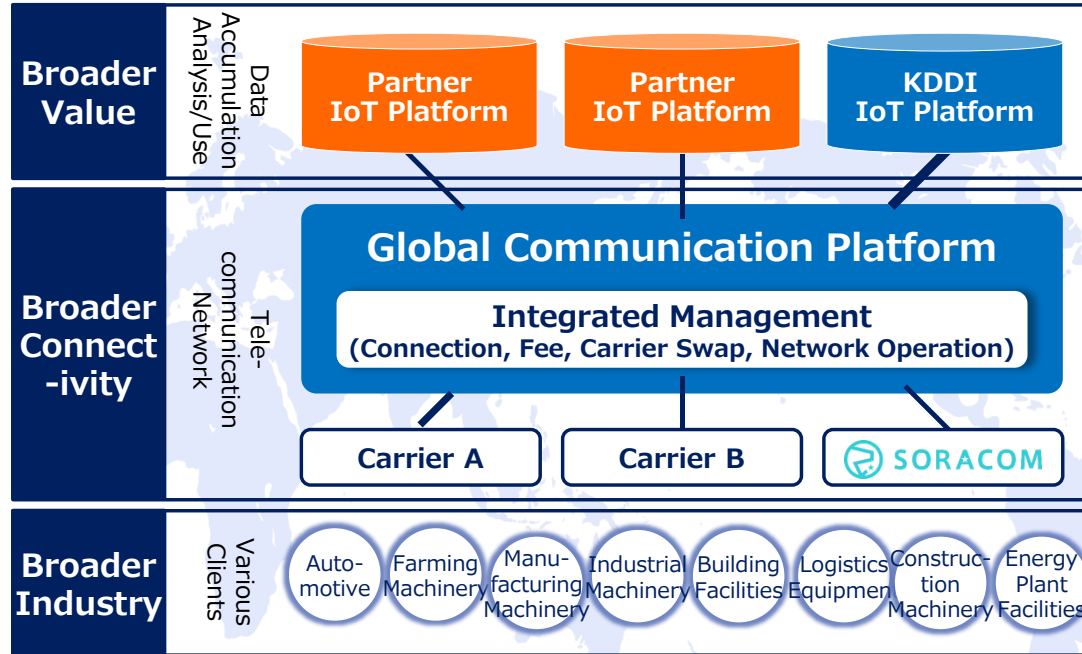 Broader
Value
Data
Accumulation
Analysis/Use
Partner
IoT Platform
Partner
IoT Platform
KDDI
IoT Platform
Broader
Connect
-ivity
Tele-
communication
Network
Global Communication Platform
Integrated Management
(Connection, Fee, Carrier Swap, Network Operation)
Carrier A
Carrier B
SORACOM
Broader
Industry
Various
Clients
Auto-
motive
Farming
Machinery
Manu-
facturing
Machinery
Industrial
Machinery
Building
Facilities
Logistics
Equipmen
Construc-
tion
Machinery
Energy
Plant
Facilities